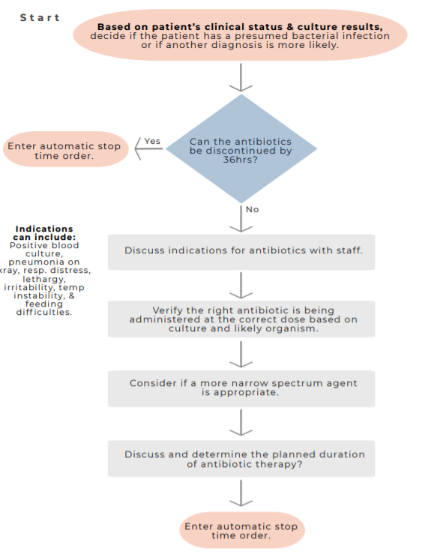 Start
Based on patient's clinical status & culture results,
decide if the patient has a presumed bacterial infection
or if another diagnosis is more likely.
Can the antibiotics
be discontinued by
36hrs?
Yes
Enter automatic stop
time order.
No
Indications
can include:
Positive blood
culture,
pneumonia on
xray, resp. distress,
lethargy,
irritability, temp
instability, &
feeding
difficulties.
Discuss indications for antibiotics with staff.
Verify the right antibiotic is being
administered at the correct dose based on
culture and likely organism.
Consider if a more narrow spectrum agent
is appropriate.
Discuss and determine the planned duration
of antibiotic therapy?
Enter automatic stop
time order.